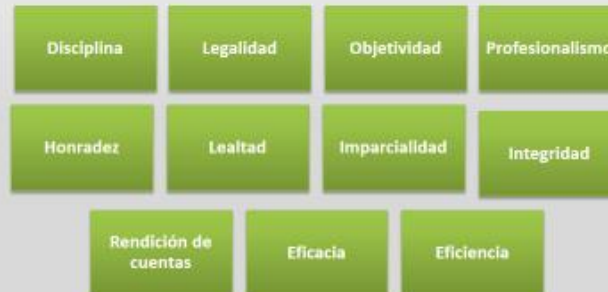 Disciplina
Legalidad
Objetividad
Profesionalismo
Honradez
Lealtad
Imparcialidad
Integridad
Rendición de
cuentas
Eficacia
Eficiencia